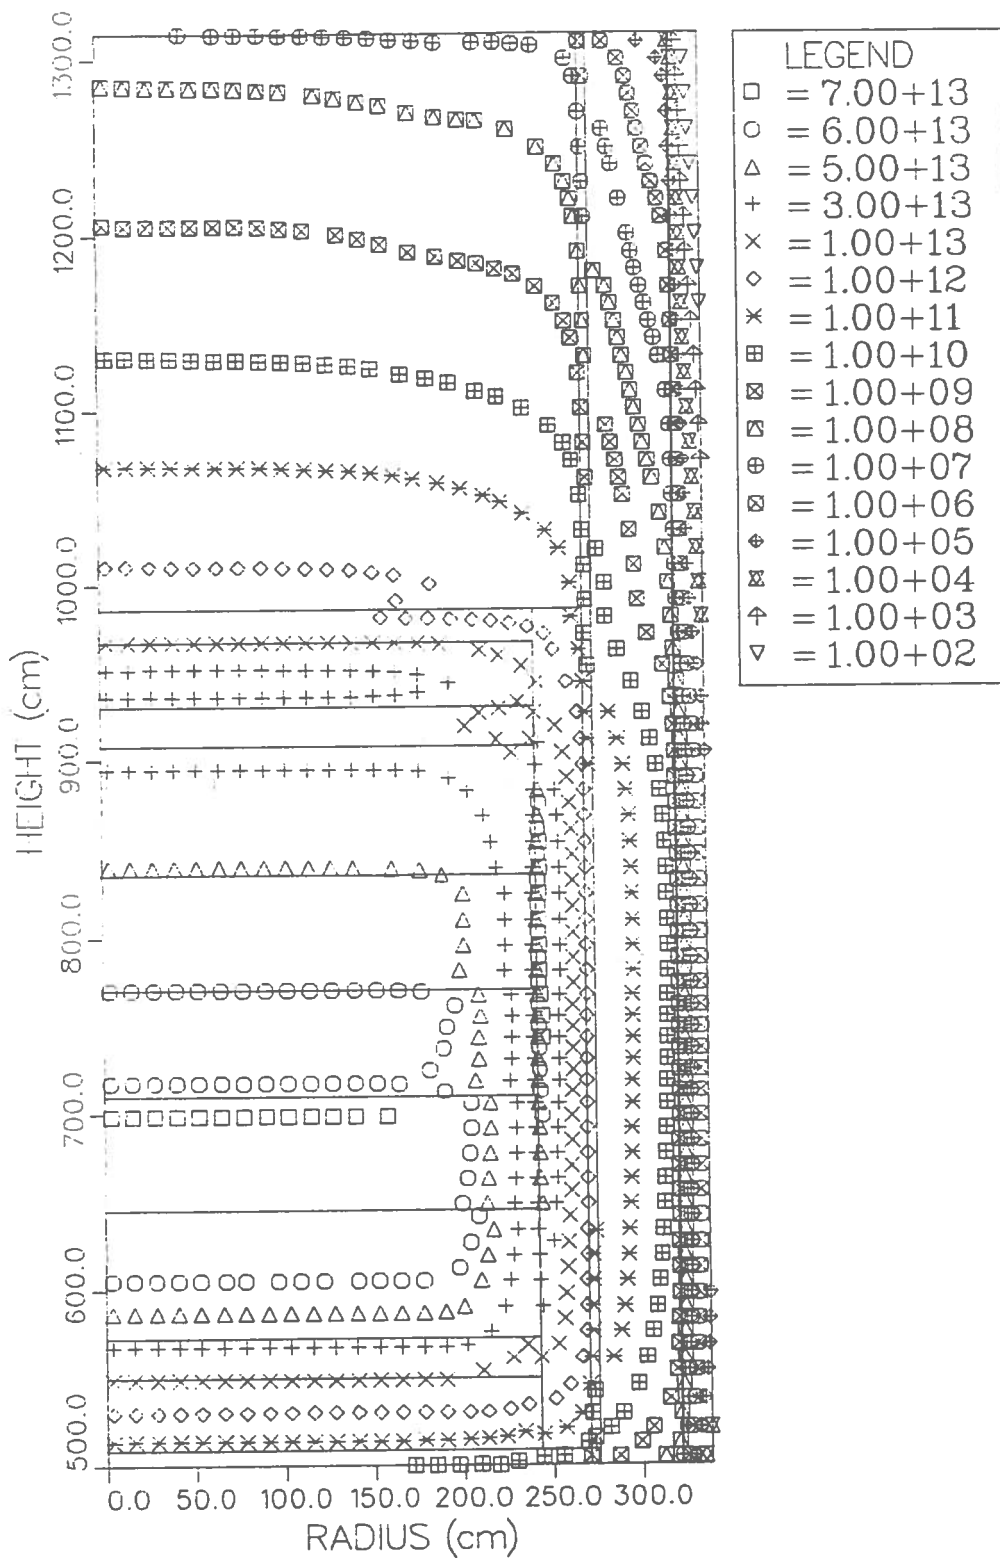 LEGEND
□ = 7.00+13
○ = 6.00+13
△ = 5.00+13
+ = 3.00+13
× = 1.00+13
◇ = 1.00+12
= 1.00+11
= 1.00+10
= 1.00+09
= 1.00+08
= 1.00+07
= 1.00+06
= 1.00+05
= 1.00+04
= 1.00+03
▽ = 1.00+02
HEIGHT (cm)
1300.0
1200.0
1100.0
1000.0
900.0
800.0
700.0
600.0
500.0
0.0 50.0 100.0 150.0 200.0 250.0 300.0
RADIUS (cm)